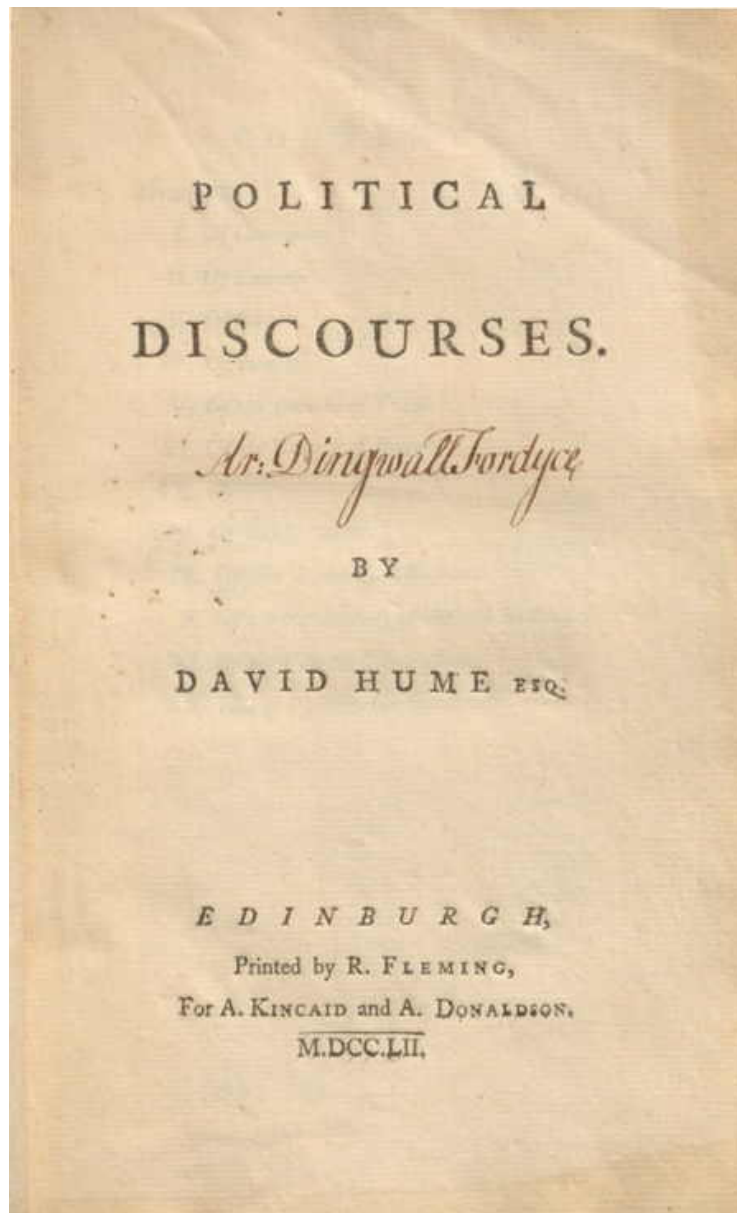 POLITICAL
DISCOURSES.
Ar: Dingwall Fordyce
BY
DAVID HUME ESQ.
EDINBURGH,
Printed by R. FLEMING,
For A. KINCAID and A. DONALDSON.
M.DCC.LII.